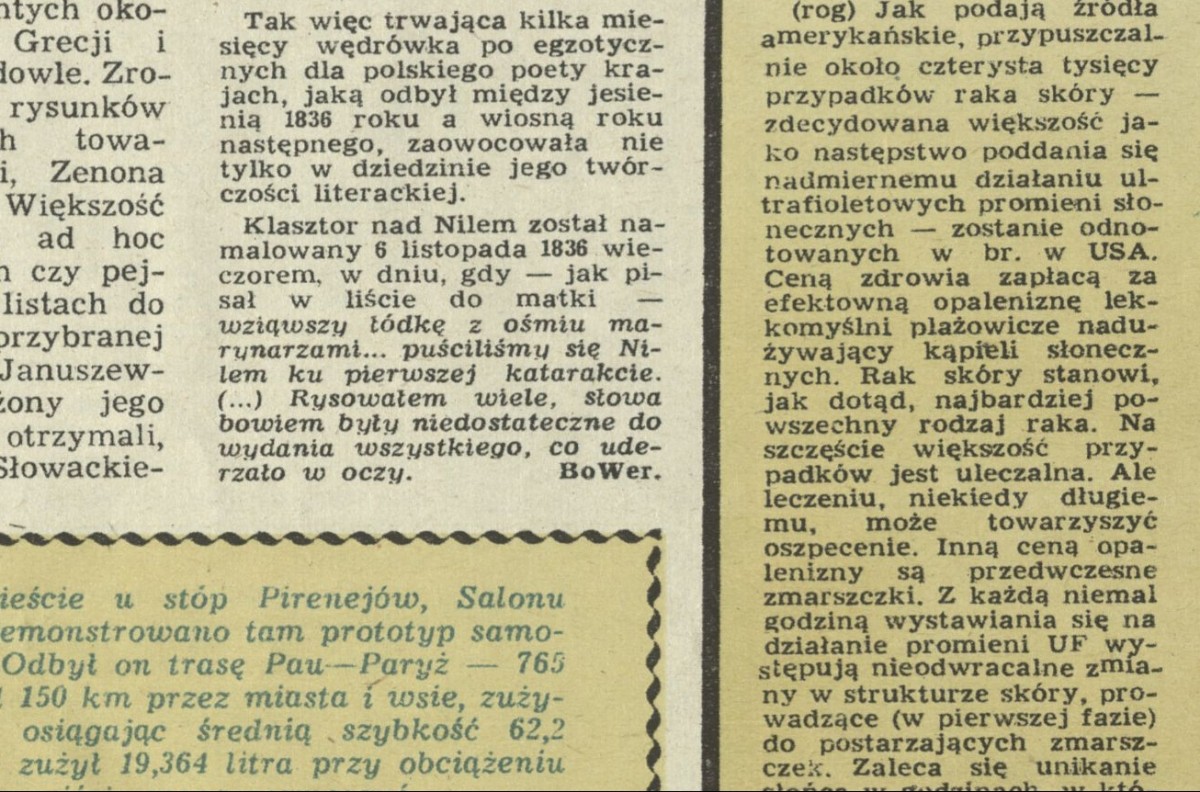 ntych oko-
Grecji i
dowle. Zro-
rysunków
h towa-
i, Zenona
Większość
ad hoc
n czy pej-
listach do
przybranej
Januszew-
żony jego
otrzymali,
Słowackie-
Tak więc trwająca kilka mie-
sięcy wędrówka po egzotycz-
nych dla polskiego poety kra-
jach, jaką odbył między jesie-
nią 1836 roku a wiosną roku
następnego, zaowocowała nie
tylko w dziedzinie jego twór-
czości literackiej.
Klasztor nad Nilem został na-
malowany 6 listopada 1836 wie-
czorem, w dniu, gdy — jak pi-
sał w liście do matki —
wziąwszy łódkę z ośmiu ma-
rynarzami... puściliśmy się Ni-
lem ku pierwszej katarakcie.
(...) Rysowałem wiele, słowa
bowiem były niedostateczne do
wydania wszystkiego, co ude-
rzało w oczy. BoWer.
ieście u stóp Pirenejów, Salonu
emonstrowano tam prototyp samo-
Odbył on trasę Pau—Paryż — 765
150 km przez miasta i wsie, zuży-
osiągając średnią szybkość 62,2
zużył 19,364 litra przy obciążeniu
(rog) Jak podają źródła
amerykańskie, przypuszczal-
nie około czterysta tysięcy
przypadków raka skóry —
zdecydowana większość ja-
ko następstwo poddania się
nadmiernemu działaniu ul-
trafioletowych promieni sło-
necznych — zostanie odno-
towanych w br. w USA.
Ceną zdrowia zapłacą za
efektowną opaleniznę lek-
komyślni plażowicze nadu-
żywający kąpieli słonecz-
nych. Rak skóry stanowi,
jak dotąd, najbardziej po-
wszechny rodzaj raka. Na
szczęście większość przy-
padków jest uleczalna. Ale
leczeniu, niekiedy długie-
mu, może towarzyszyć
oszpecenie. Inną ceną opa-
lenizny są przedwczesne
zmarszczki. Z każdą niemal
godziną wystawiania się na
działanie promieni UF wy-
stępują nieodwracalne zmia-
ny w strukturze skóry, pro-
wadzące (w pierwszej fazie)
do postarzających zmarsz-
czek. Zaleca się unikanie
słońca w godzinach, w któ-